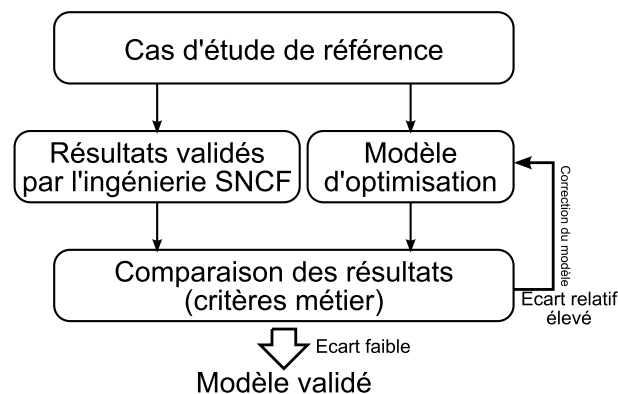 Cas d'étude de référence
Résultats validés
par l'ingénierie SNCF
Modèle
d'optimisation
Correction du modèle
Comparaison des résultats
(critères métier)
Ecart relatif
élevé
Ecart faible
Modèle validé